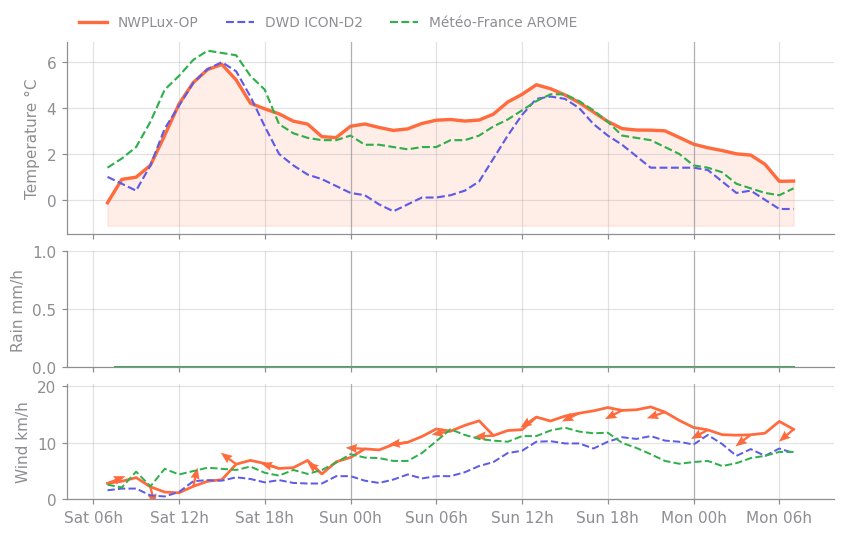 NWPLux-OP DWD ICON-D2 Météo-France AROME
Temperature °C
6
4
2
0
Rain mm/h
1.0
0.5
0.0
Wind km/h
20
10
0
Sat 06h Sat 12h Sat 18h Sun 00h Sun 06h Sun 12h Sun 18h Mon 00h Mon 06h